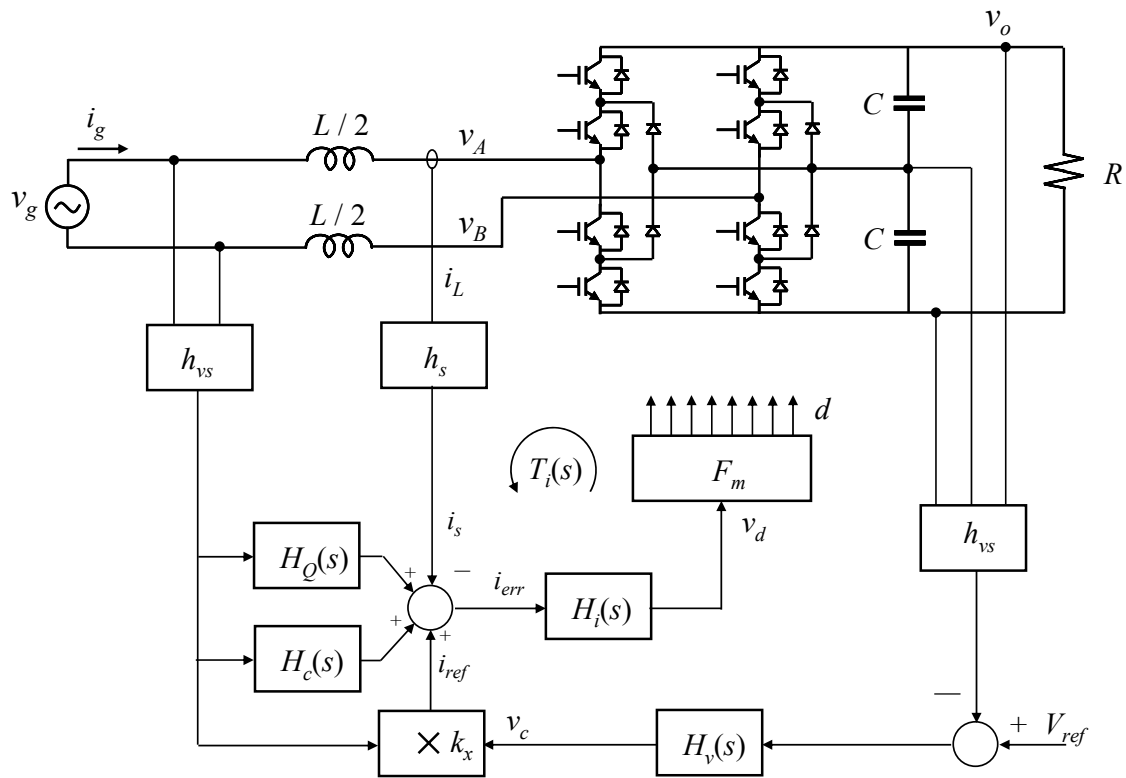 v_o
C
i_g
L / 2
v_A
v_g
R
L / 2
v_B
C
i_L
h_vs
h_s
d
T_i(s)
F_m
i_s
v_d
h_vs
H_Q(s)
+
−
i_err
H_i(s)
+
H_c(s)
+
i_ref
−
× k_x
v_c
H_v(s)
+
V_ref